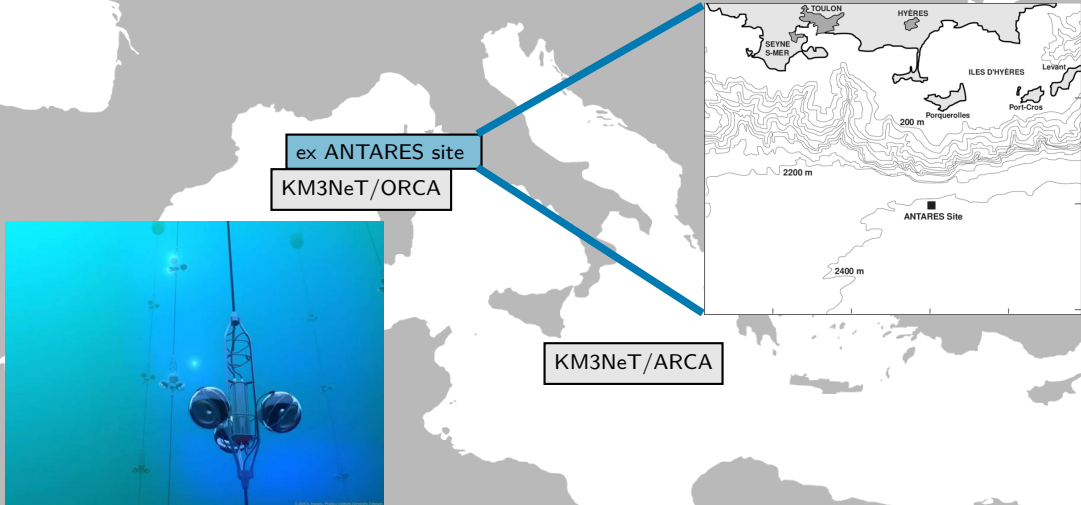 TOULON
HYÈRES
SEYNE
S-MER
ILES D'HYÈRES
Levant
Port-Cros
Porquerolles
200 m
ex ANTARES site
KM3NeT/ORCA
2200 m
ANTARES Site
2400 m
KM3NeT/ARCA